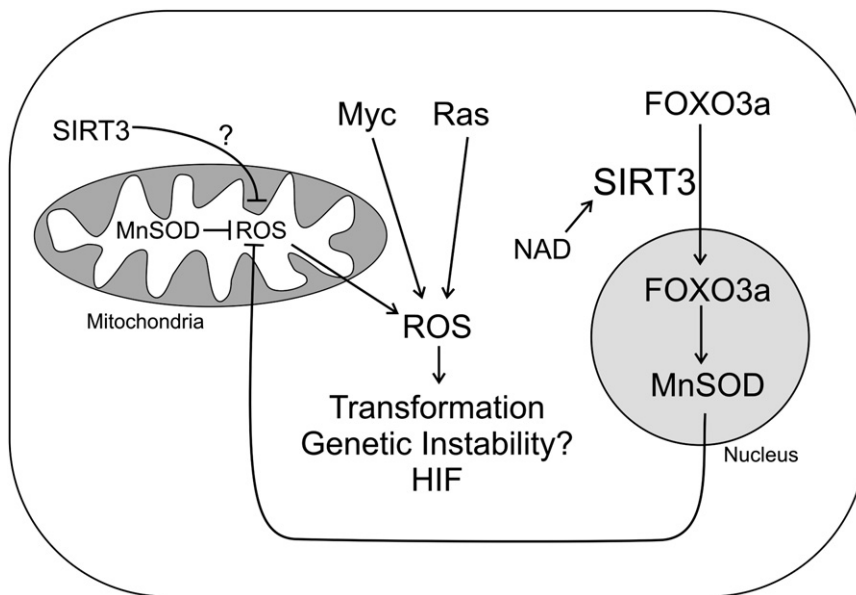 FOXO3a
Myc Ras
SIRT3 ?
SIRT3
MnSOD ROS
NAD
FOXO3a
Mitochondria
ROS
MnSOD
Transformation
Genetic Instability?
Nucleus
HIF